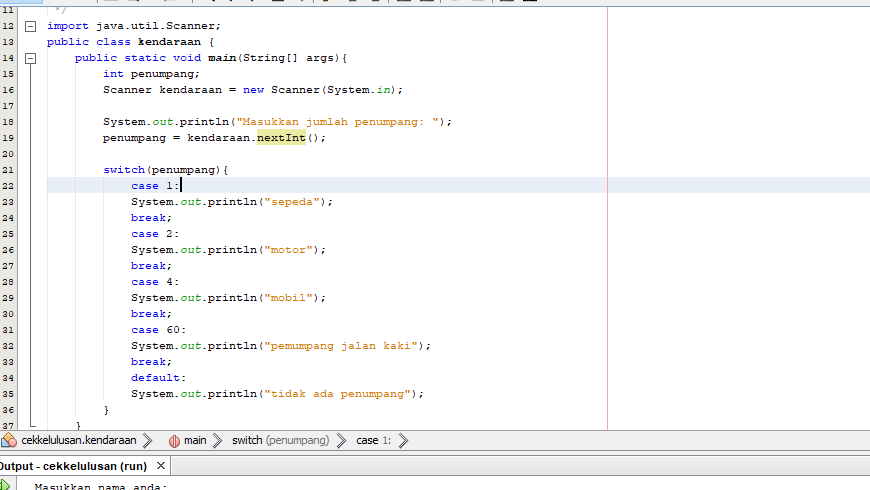 11 */
12 import java.util.Scanner;
13 public class kendaraan {
14 public static void main(String[] args){
15 int penumpang;
16 Scanner kendaraan = new Scanner(System.in);
17
18 System.out.println("Masukkan jumlah penumpang: ");
19 penumpang = kendaraan.nextInt();
20
21 switch(penumpang){
22 case 1:
23 System.out.println("sepeda");
24 break;
25 case 2:
26 System.out.println("motor");
27 break;
28 case 4:
29 System.out.println("mobil");
30 break;
31 case 60:
32 System.out.println("pemumpang jalan kaki");
33 break;
34 default:
35 System.out.println("tidak ada penumpang");
36 }
37 }
cekkelulusan.kendaraan main switch (penumpang) case 1:
Output - cekkelulusan (run)
Masukkan nama anda: